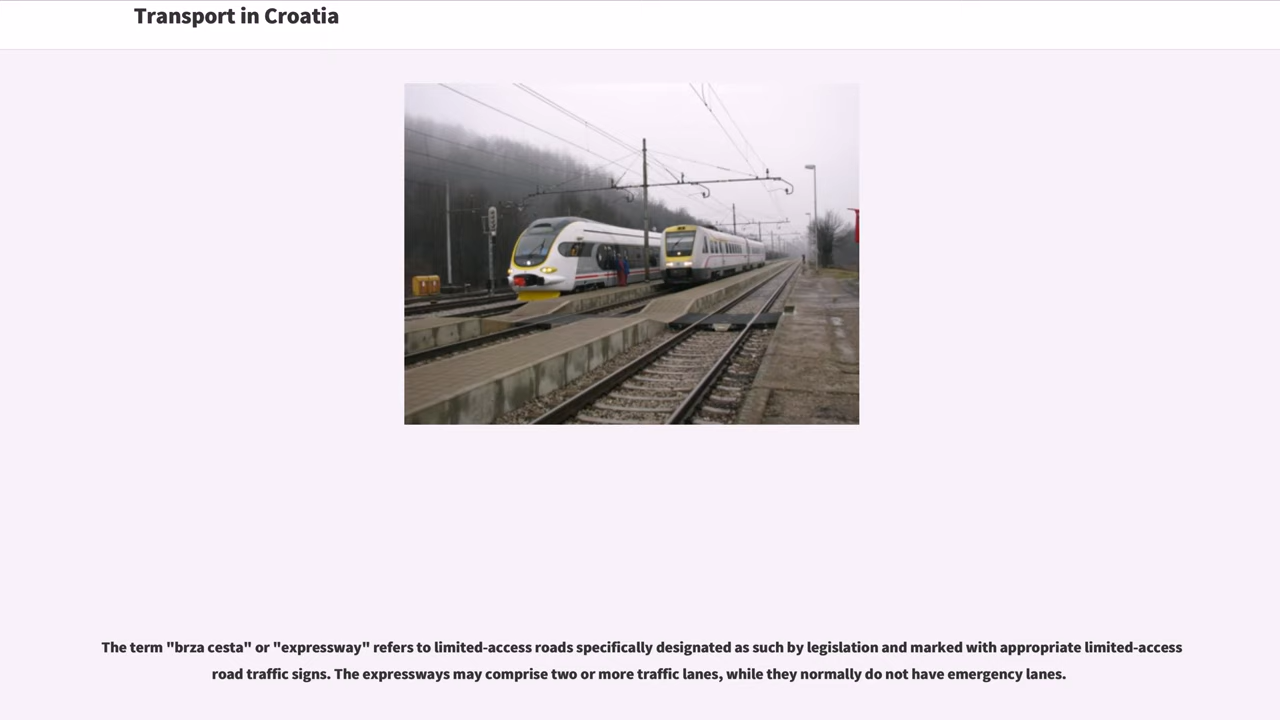 Transport in Croatia
The term "brza cesta" or "expressway" refers to limited-access roads specifically designated as such by legislation and marked with appropriate limited-access
road traffic signs. The expressways may comprise two or more traffic lanes, while they normally do not have emergency lanes.